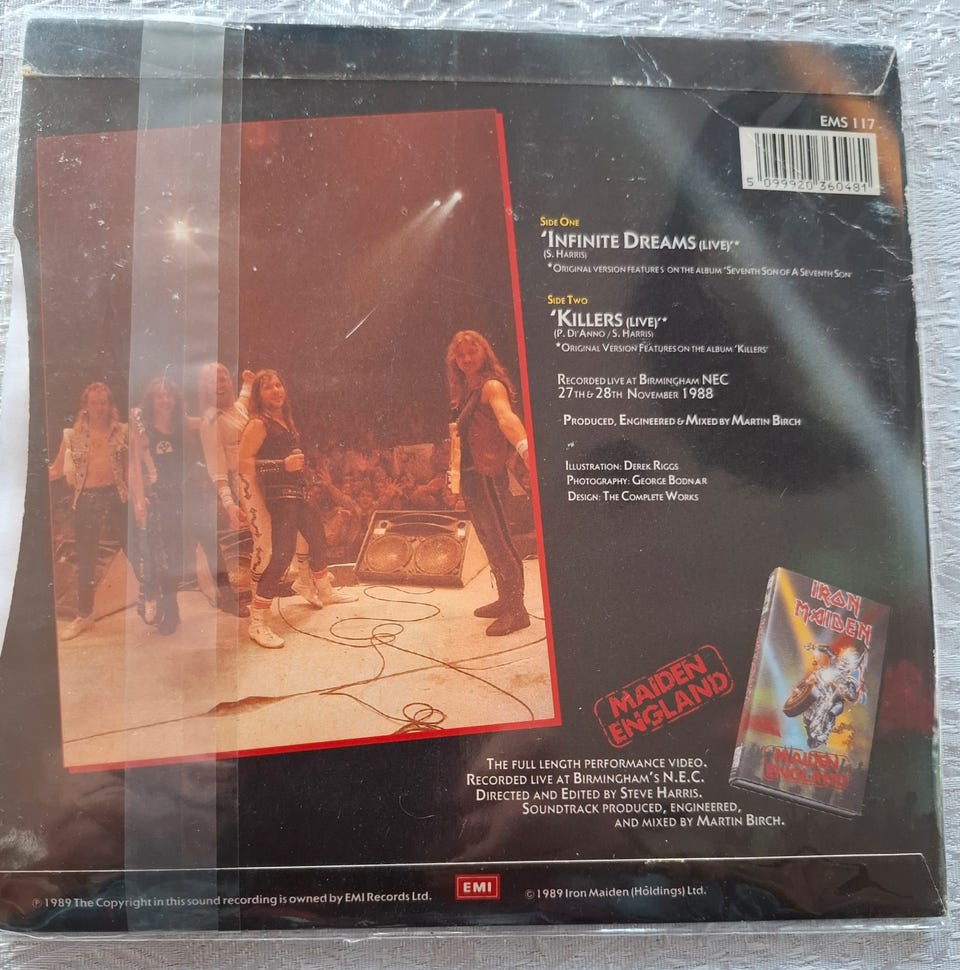 EMS 117
5 099920 360481
SIDE ONE
'INFINITE DREAMS (LIVE)'*
(S. HARRIS)
*ORIGINAL VERSION FEATURES ON THE ALBUM 'SEVENTH SON OF A SEVENTH SON'
SIDE TWO
'KILLERS (LIVE)'*
(P. DI'ANNO / S. HARRIS)
*ORIGINAL VERSION FEATURES ON THE ALBUM 'KILLERS'
RECORDED LIVE AT BIRMINGHAM NEC
27TH & 28TH NOVEMBER 1988
PRODUCED, ENGINEERED & MIXED BY MARTIN BIRCH
ILLUSTRATION: DEREK RIGGS
PHOTOGRAPHY: GEORGE BODNAR
DESIGN: THE COMPLETE WORKS
IRON
MAIDEN
MAIDEN
ENGLAND
MAIDEN
ENGLAND
THE FULL LENGTH PERFORMANCE VIDEO.
RECORDED LIVE AT BIRMINGHAM'S N.E.C.
DIRECTED AND EDITED BY STEVE HARRIS.
SOUNDTRACK PRODUCED, ENGINEERED,
AND MIXED BY MARTIN BIRCH.
℗ 1989 The Copyright in this sound recording is owned by EMI Records Ltd.
EMI
© 1989 Iron Maiden (Holdings) Ltd.